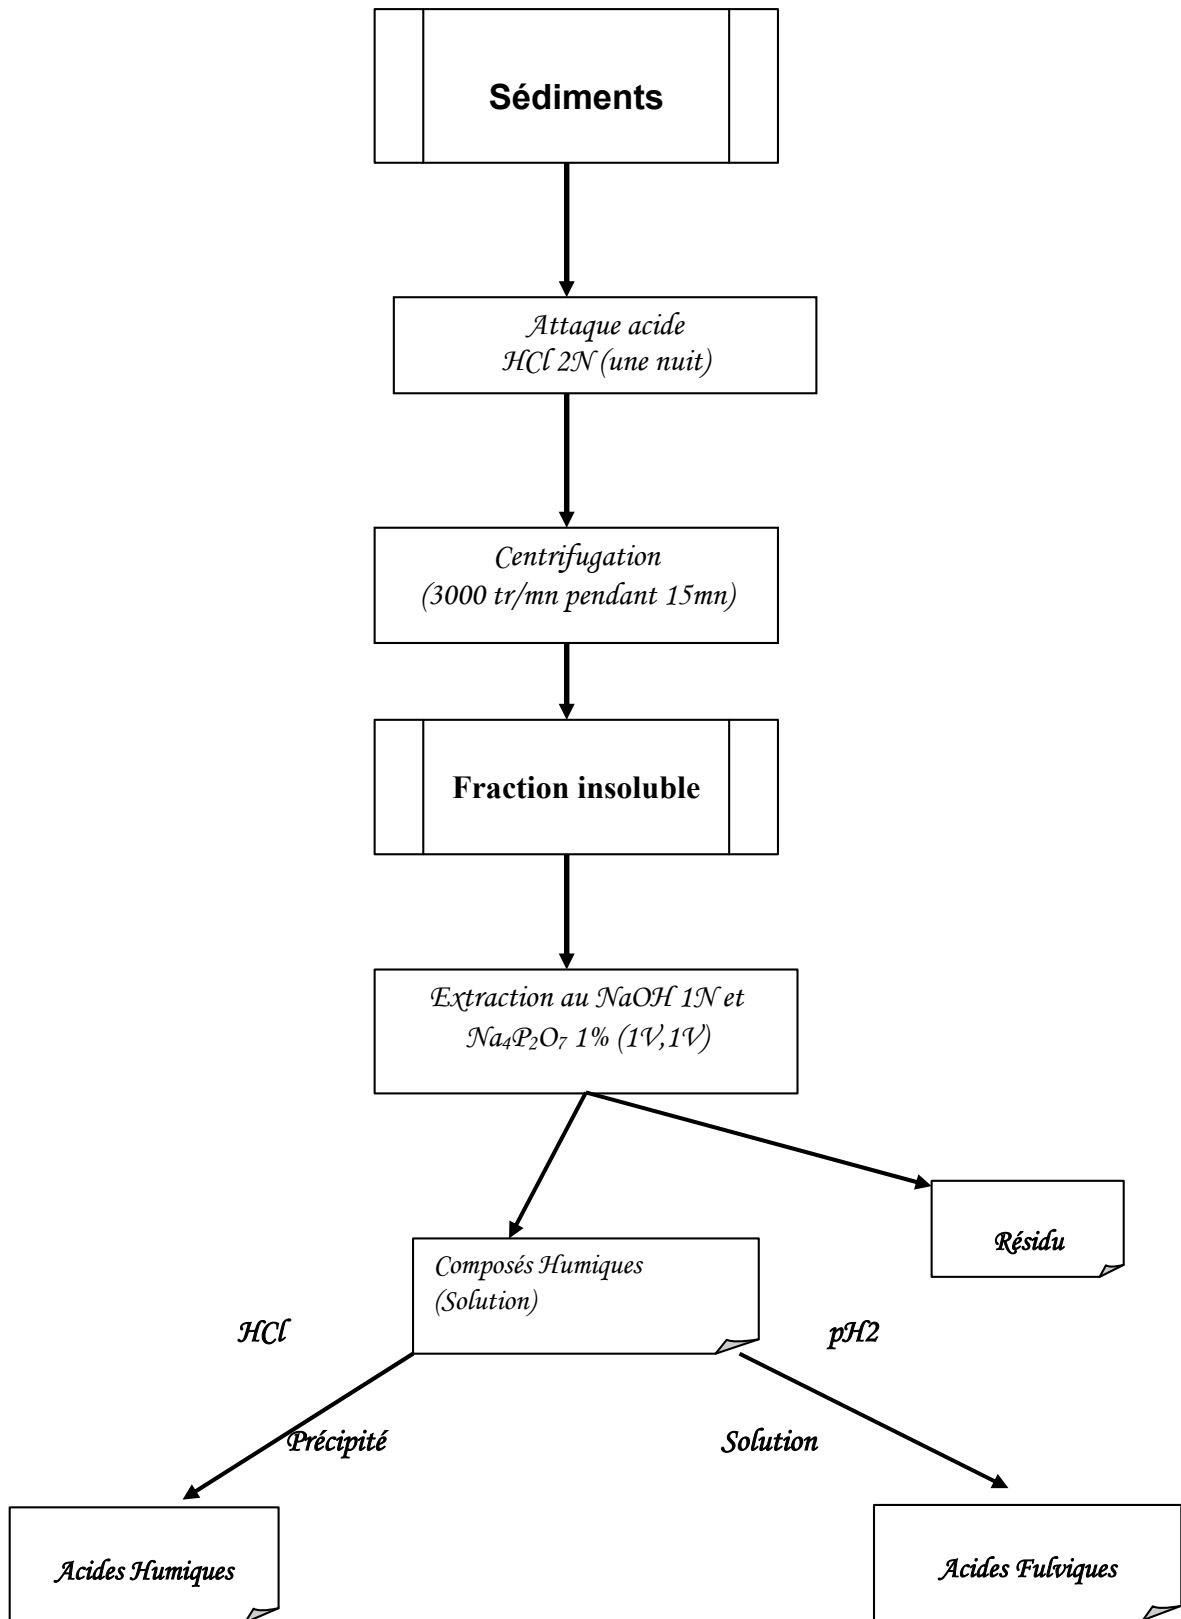 Sédiments
Attaque acide
HCl 2N (une nuit)
Centrifugation
(3000 tr/mn pendant 15mn)
Fraction insoluble
Extraction au NaOH 1N et
Na₄P₂O₇ 1% (1V,1V)
Résidu
Composés Humiques
(Solution)
HCl
pH2
Précipité
Solution
Acides Humiques
Acides Fulviques